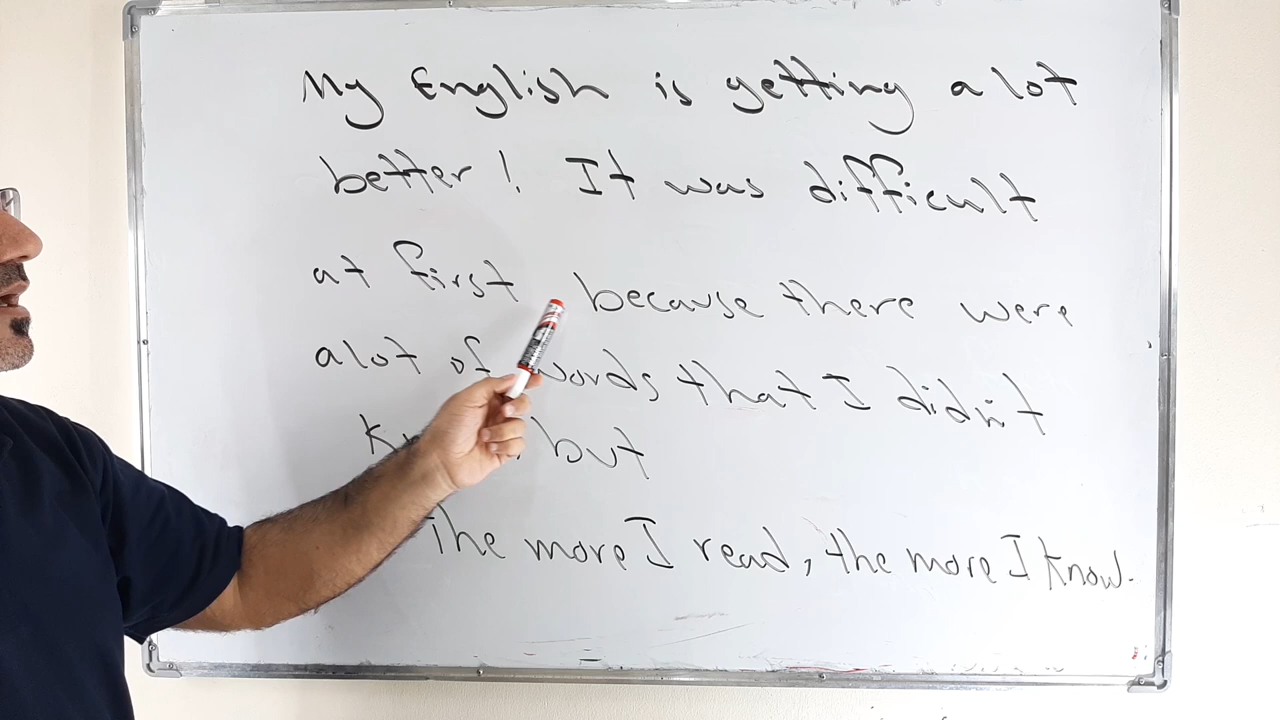 My English is getting a lot
better! It was difficult
at first because there were
alot of words that I didn't
but
The more I read, the more I know.